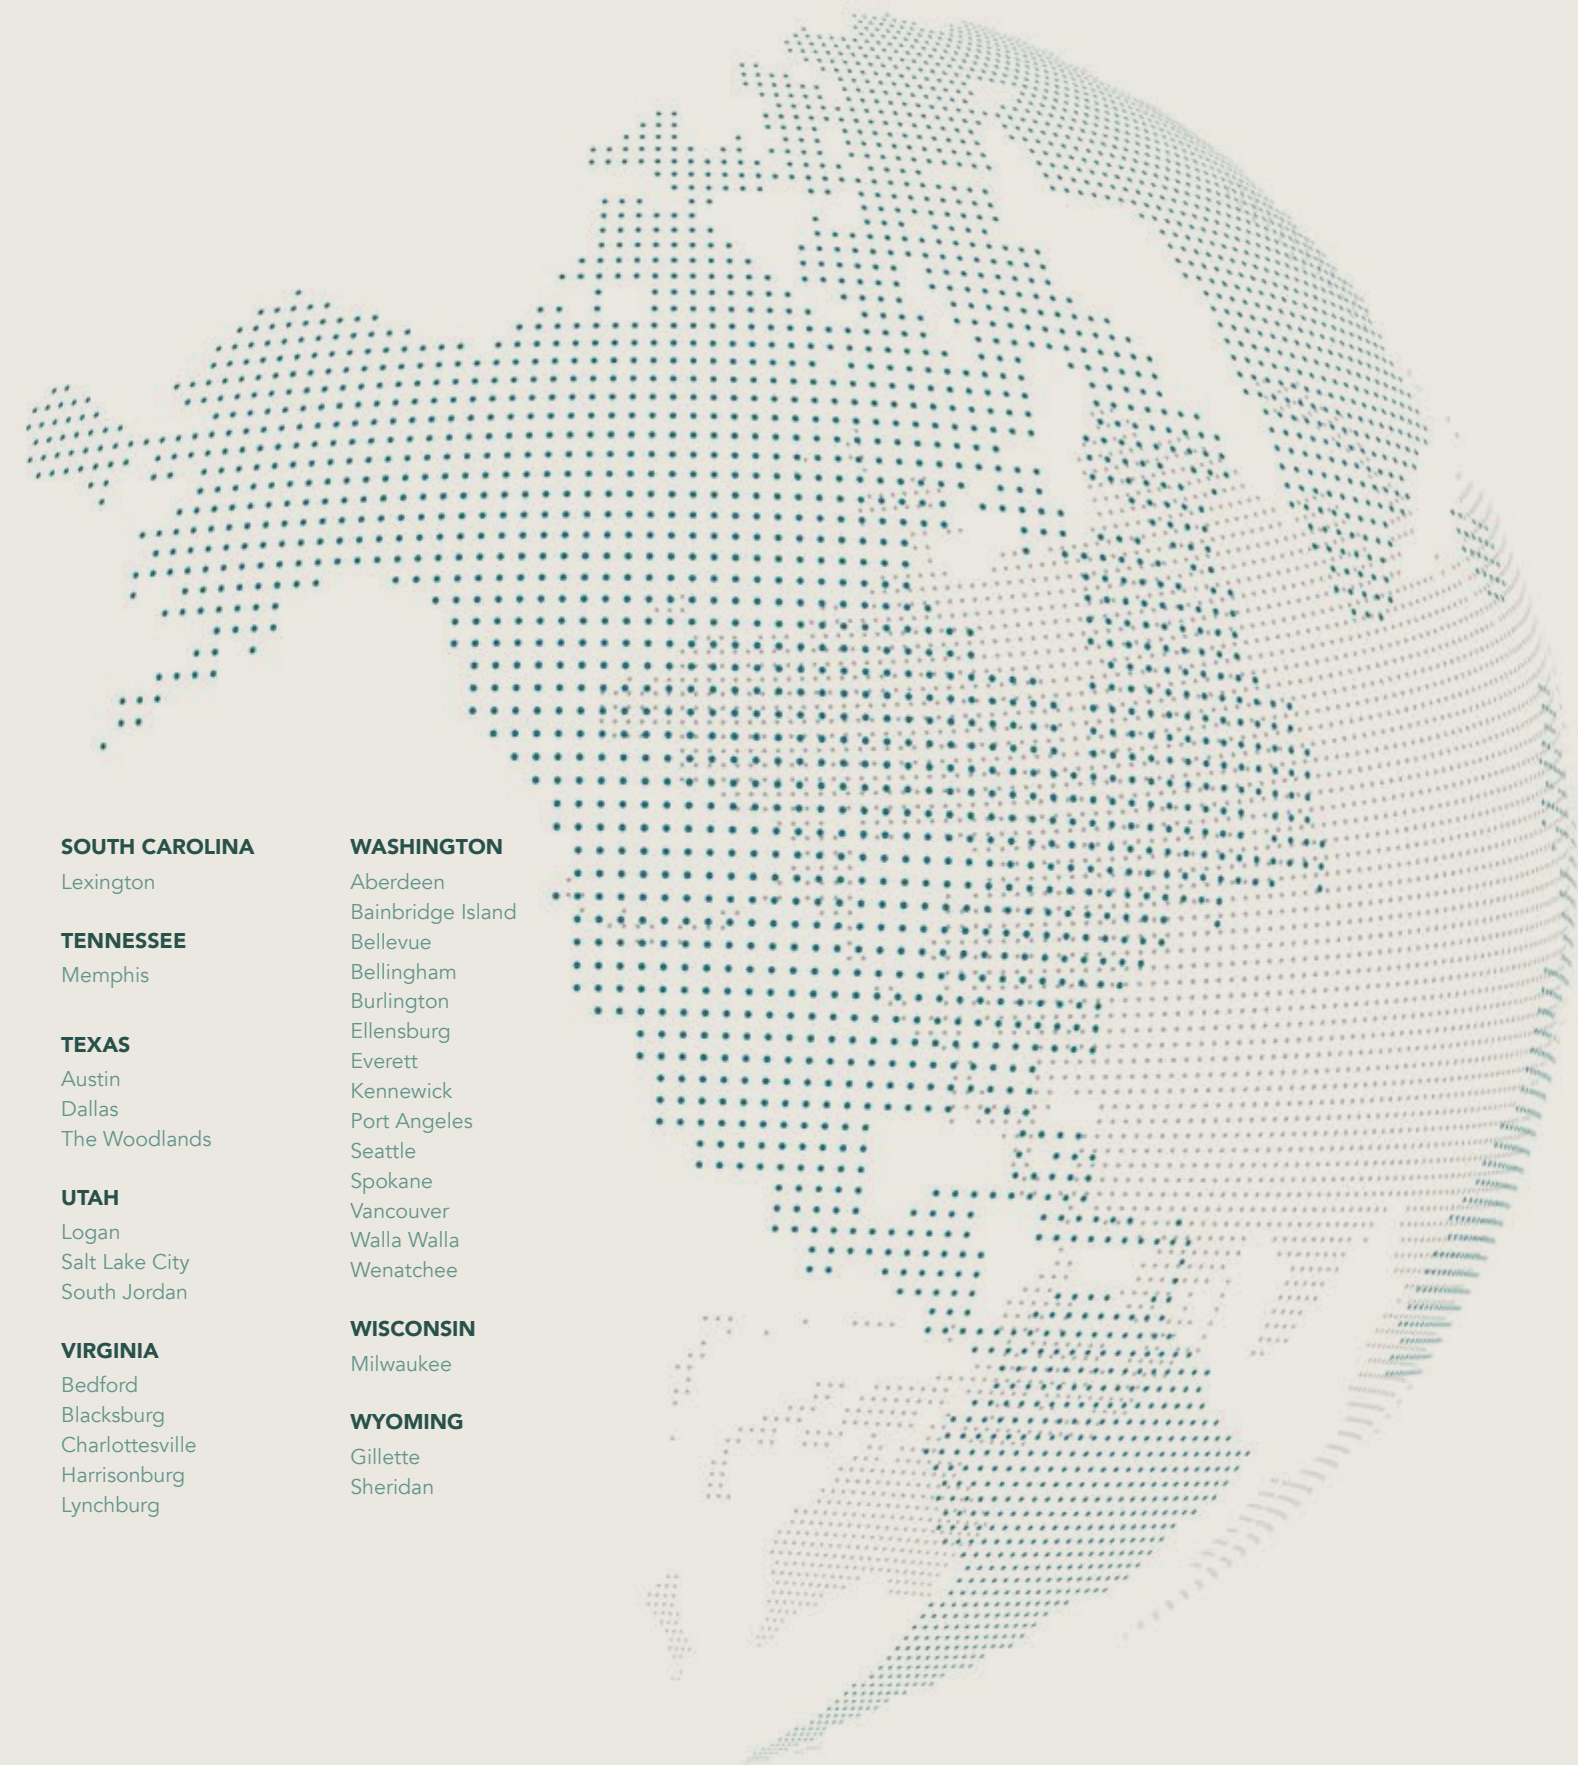 SOUTH CAROLINA
Lexington
TENNESSEE
Memphis
TEXAS
Austin
Dallas
The Woodlands
UTAH
Logan
Salt Lake City
South Jordan
VIRGINIA
Bedford
Blacksburg
Charlottesville
Harrisonburg
Lynchburg
WASHINGTON
Aberdeen
Bainbridge Island
Bellevue
Bellingham
Burlington
Ellensburg
Everett
Kennewick
Port Angeles
Seattle
Spokane
Vancouver
Walla Walla
Wenatchee
WISCONSIN
Milwaukee
WYOMING
Gillette
Sheridan